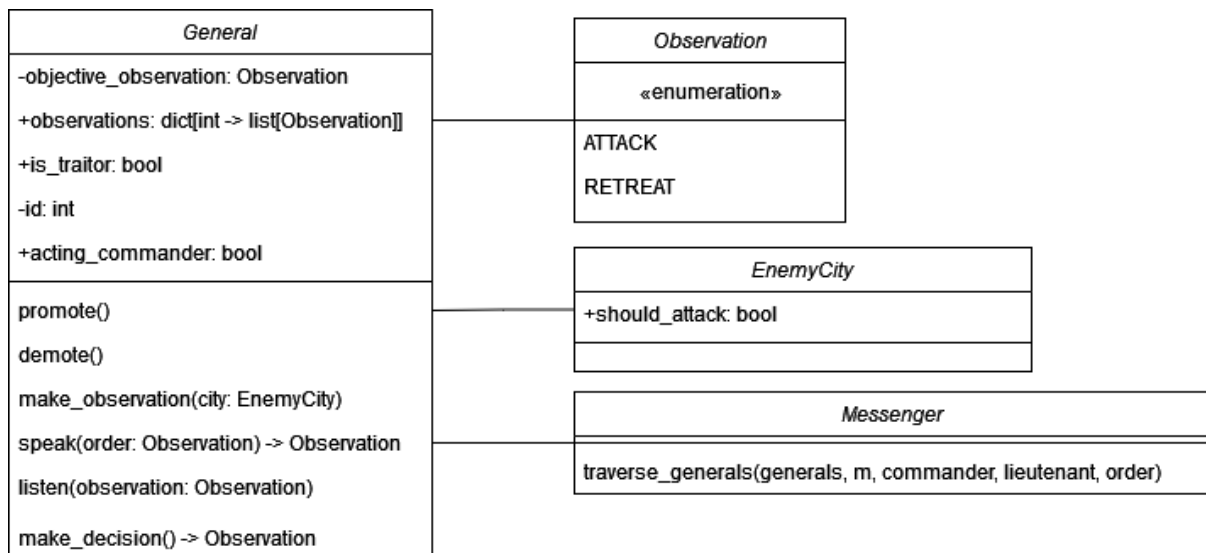 General
-objective_observation: Observation
+observations: dict[int -> list[Observation]]
+is_traitor: bool
-id: int
+acting_commander: bool
promote()
demote()
make_observation(city: EnemyCity)
speak(order: Observation) -> Observation
listen(observation: Observation)
make_decision() -> Observation
Observation
«enumeration»
ATTACK
RETREAT
EnemyCity
+should_attack: bool
Messenger
traverse_generals(generals, m, commander, lieutenant, order)